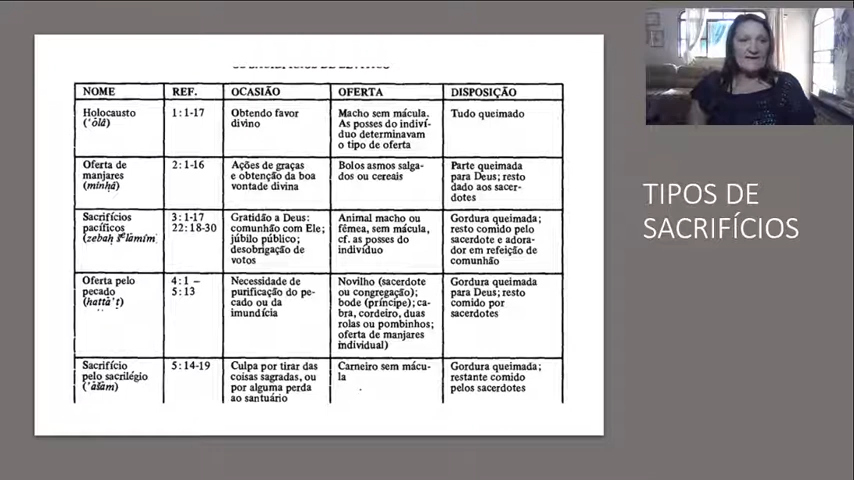 NOME REF. OCASIÃO OFERTA DISPOSIÇÃO
Holocausto
('ōlâ)
1:1-17
Obtendo favor
divino
Macho sem mácula.
As posses do indiví-
duo determinavam
o tipo de oferta
Tudo queimado
Oferta de
manjares
(minḥâ)
2:1-16
Ações de graças
e obtenção da boa
vontade divina
Bolos asmos salga-
dos ou cereais
Parte queimada
para Deus; resto
dado aos sacer-
dotes
Sacrifícios
pacíficos
(zebaḥ šᵉlāmîm)
3:1-17
22:18-30
Gratidão a Deus:
comunhão com Ele;
júbilo público;
desobrigação de
votos
Animal macho ou
fêmea, sem mácula,
cf. as posses do
indivíduo
Gordura queimada;
resto comido pelo
sacerdote e adora-
dor em refeição de
comunhão
Oferta pelo
pecado
(ḥaṭṭā't)
4:1 –
5:13
Necessidade de
purificação do pe-
cado ou da
imundícia
Novilho (sacerdote
ou congregação);
bode (príncipe); ca-
bra, cordeiro, duas
rolas ou pombinhos;
oferta de manjares
individual)
Gordura queimada
para Deus; resto
comido por
sacerdotes
Sacrifício
pelo sacrilégio
('āšām)
5:14-19
Culpa por tirar das
coisas sagradas, ou
por alguma perda
ao santuário
Carneiro sem mácu-
la
Gordura queimada;
restante comido
pelos sacerdotes
TIPOS DE
SACRIFÍCIOS